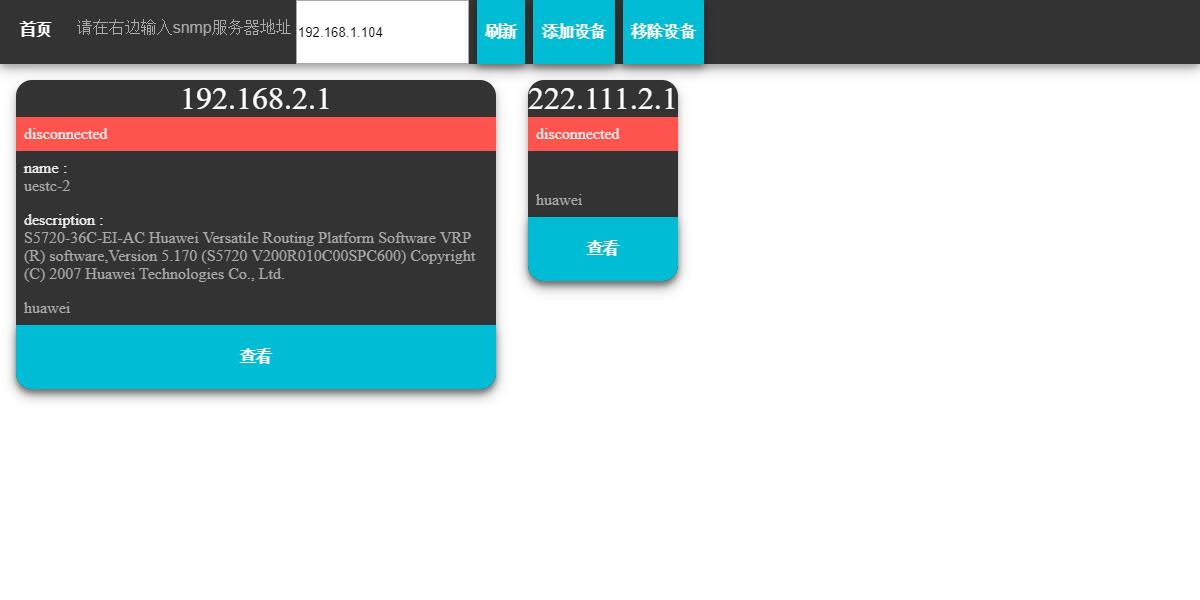 首页 请在右边输入snmp服务器地址 192.168.1.104 刷新 添加设备 移除设备
192.168.2.1
disconnected
name :
uestc-2
description :
S5720-36C-EI-AC Huawei Versatile Routing Platform Software VRP
(R) software,Version 5.170 (S5720 V200R010C00SPC600) Copyright
(C) 2007 Huawei Technologies Co., Ltd.
huawei
查看
222.111.2.1
disconnected
huawei
查看